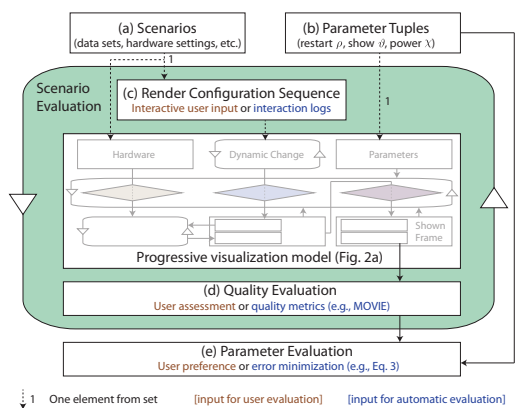 (a) Scenarios
(data sets, hardware settings, etc.)
(b) Parameter Tuples
(restart ρ, show ϑ, power χ)
1
Scenario
Evaluation
(c) Render Configuration Sequence
Interactive user input or interaction logs
1
Hardware
Dynamic Change
Parameters
Shown
Frame
Progressive visualization model (Fig. 2a)
(d) Quality Evaluation
User assessment or quality metrics (e.g., MOVIE)
(e) Parameter Evaluation
User preference or error minimization (e.g., Eq. 3)
1 One element from set [input for user evaluation] [input for automatic evaluation]